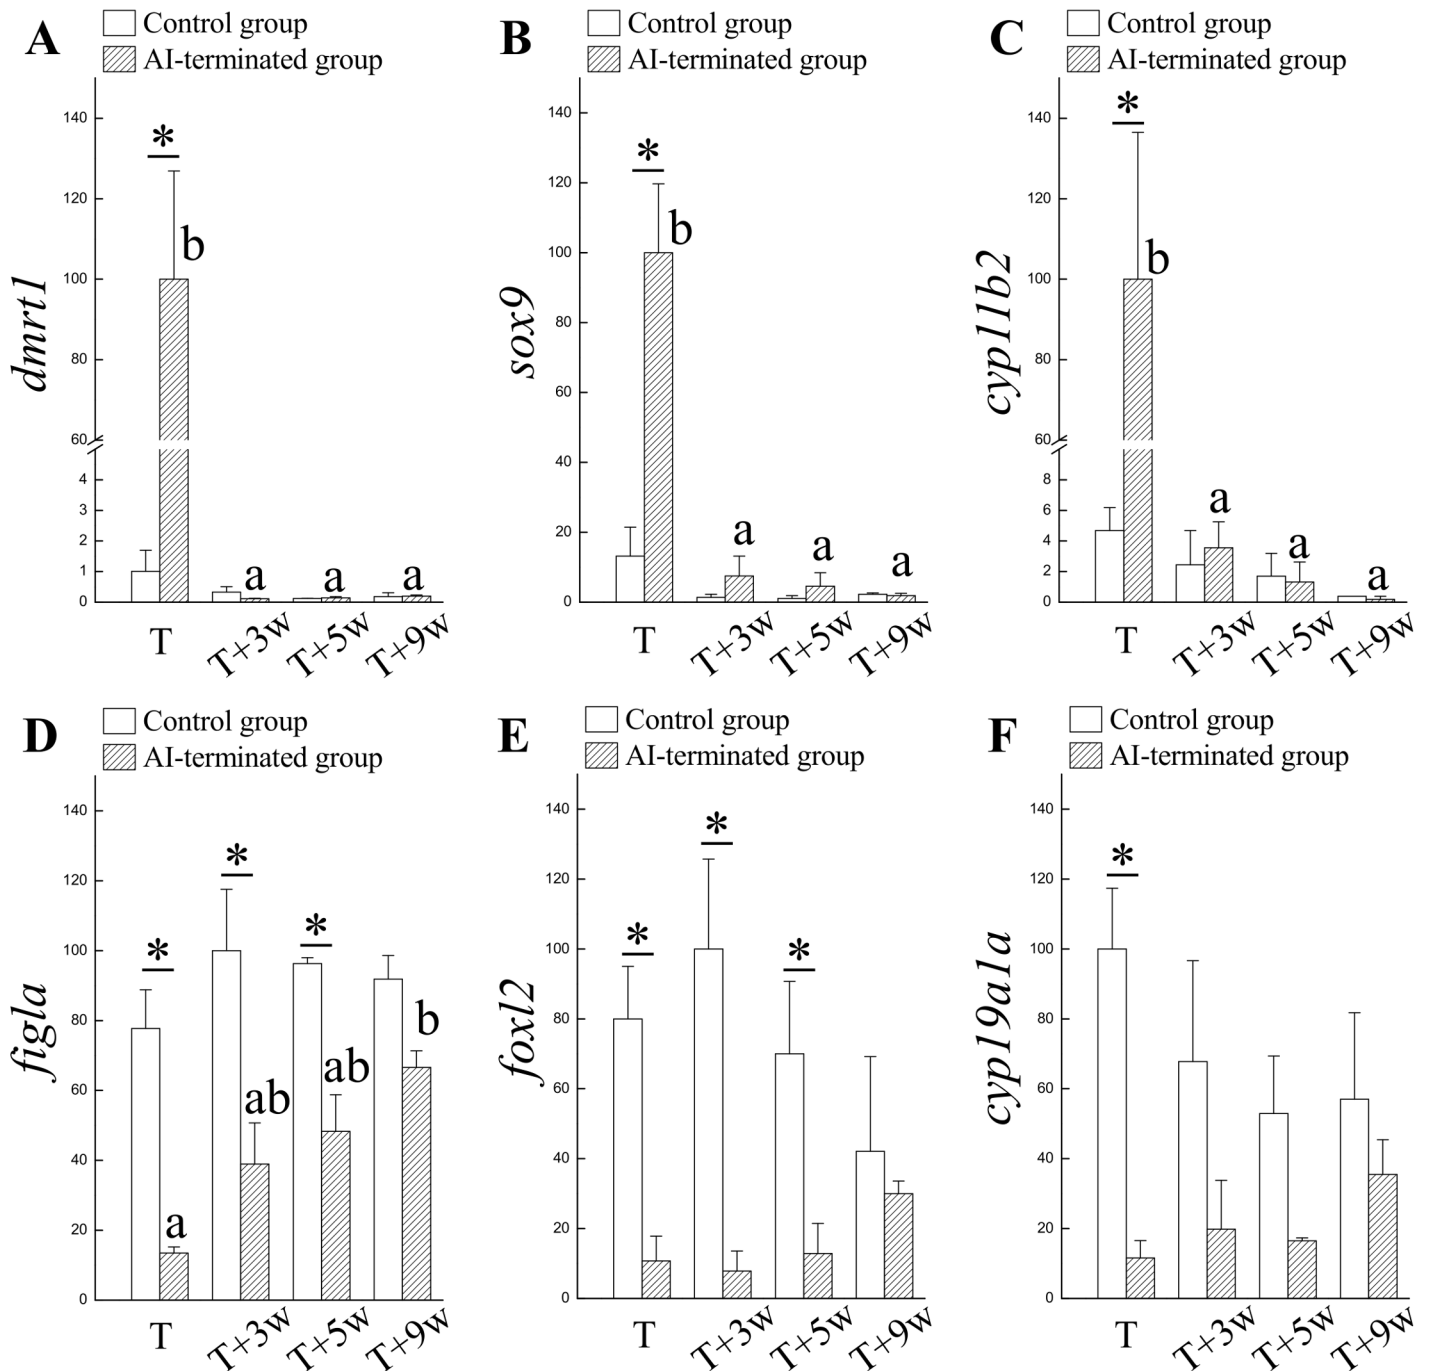 A
Control group
AI-terminated group
dmrt1
140
120
100
80
60
4
3
2
1
0
*
b
a
a
a
T
T+3w
T+5w
T+9w
B
Control group
AI-terminated group
sox9
140
120
100
80
60
40
20
0
*
b
a
a
a
T
T+3w
T+5w
T+9w
C
Control group
AI-terminated group
cyp11b2
140
120
100
80
60
8
6
4
2
0
*
b
a
a
a
T
T+3w
T+5w
T+9w
D
Control group
AI-terminated group
figla
140
120
100
80
60
40
20
0
*
*
*
a
ab
ab
b
T
T+3w
T+5w
T+9w
E
Control group
AI-terminated group
foxl2
140
120
100
80
60
40
20
0
*
*
*
T
T+3w
T+5w
T+9w
F
Control group
AI-terminated group
cyp19a1a
140
120
100
80
60
40
20
0
*
T
T+3w
T+5w
T+9w